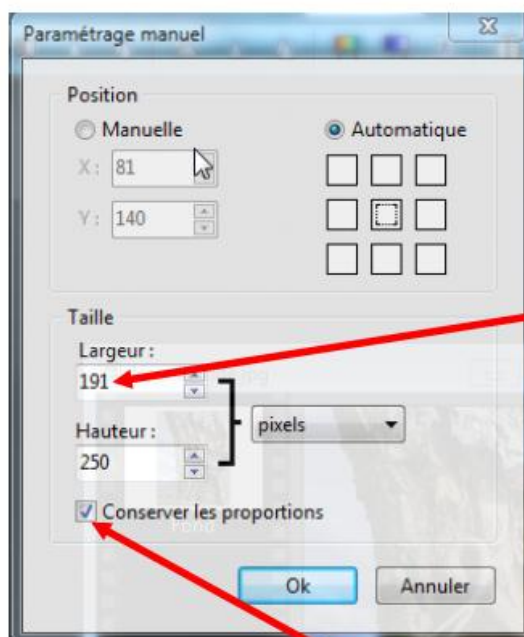 Paramétrage manuel
Position
Manuelle
Automatique
X : 81
Y : 140
Taille
Largeur :
191
Hauteur :
250
pixels
Conserver les proportions
Ok
Annuler